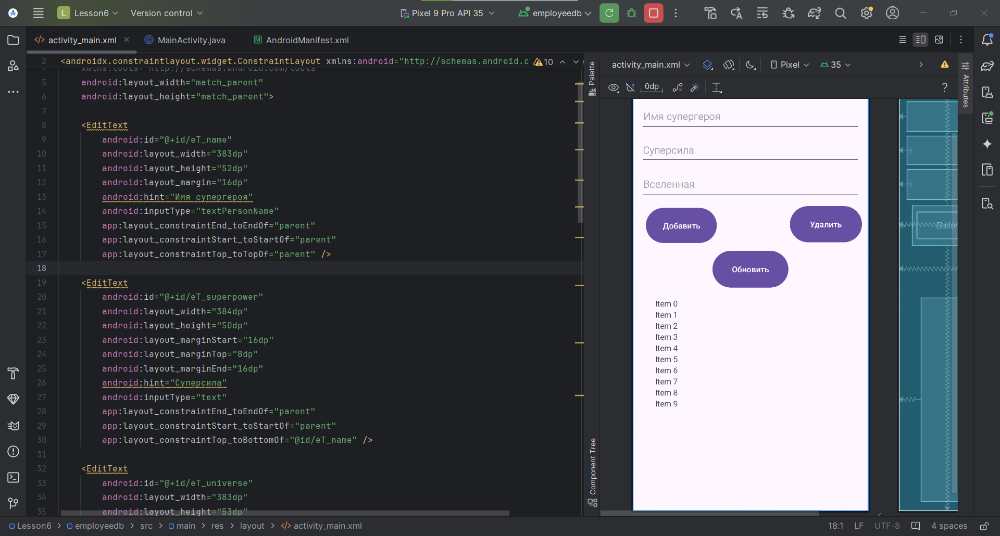 L Lesson6 Version control Pixel 9 Pro API 35 employeedb
activity_main.xml MainActivity.java AndroidManifest.xml
2 <androidx.constraintlayout.widget.ConstraintLayout xmlns:android="http://schemas.android.c 10
4 xmlns:tools="http://schemas.android.com/tools"
5 android:layout_width="match_parent"
6 android:layout_height="match_parent">
7
8 <EditText
9 android:id="@+id/eT_name"
10 android:layout_width="383dp"
11 android:layout_height="52dp"
12 android:layout_margin="16dp"
13 android:hint="Имя супергероя"
14 android:inputType="textPersonName"
15 app:layout_constraintEnd_toEndOf="parent"
16 app:layout_constraintStart_toStartOf="parent"
17 app:layout_constraintTop_toTopOf="parent" />
18
19 <EditText
20 android:id="@+id/eT_superpower"
21 android:layout_width="384dp"
22 android:layout_height="50dp"
23 android:layout_marginStart="16dp"
24 android:layout_marginTop="8dp"
25 android:layout_marginEnd="16dp"
26 android:hint="Суперсила"
27 android:inputType="text"
28 app:layout_constraintEnd_toEndOf="parent"
29 app:layout_constraintStart_toStartOf="parent"
30 app:layout_constraintTop_toBottomOf="@id/eT_name" />
31
32 <EditText
33 android:id="@+id/eT_universe"
34 android:layout_width="383dp"
35 android:layout_height="53dp"
Palette
Component Tree
activity_main.xml Pixel 35
0dp ?
Attributes
Имя супергероя
Суперсила
Вселенная
Добавить Удалить
Обновить
Item 0
Item 1
Item 2
Item 3
Item 4
Item 5
Item 6
Item 7
Item 8
Item 9
Button
Lesson6 > employeedb > src > main > res > layout > activity_main.xml 18:1 LF UTF-8 4 spaces